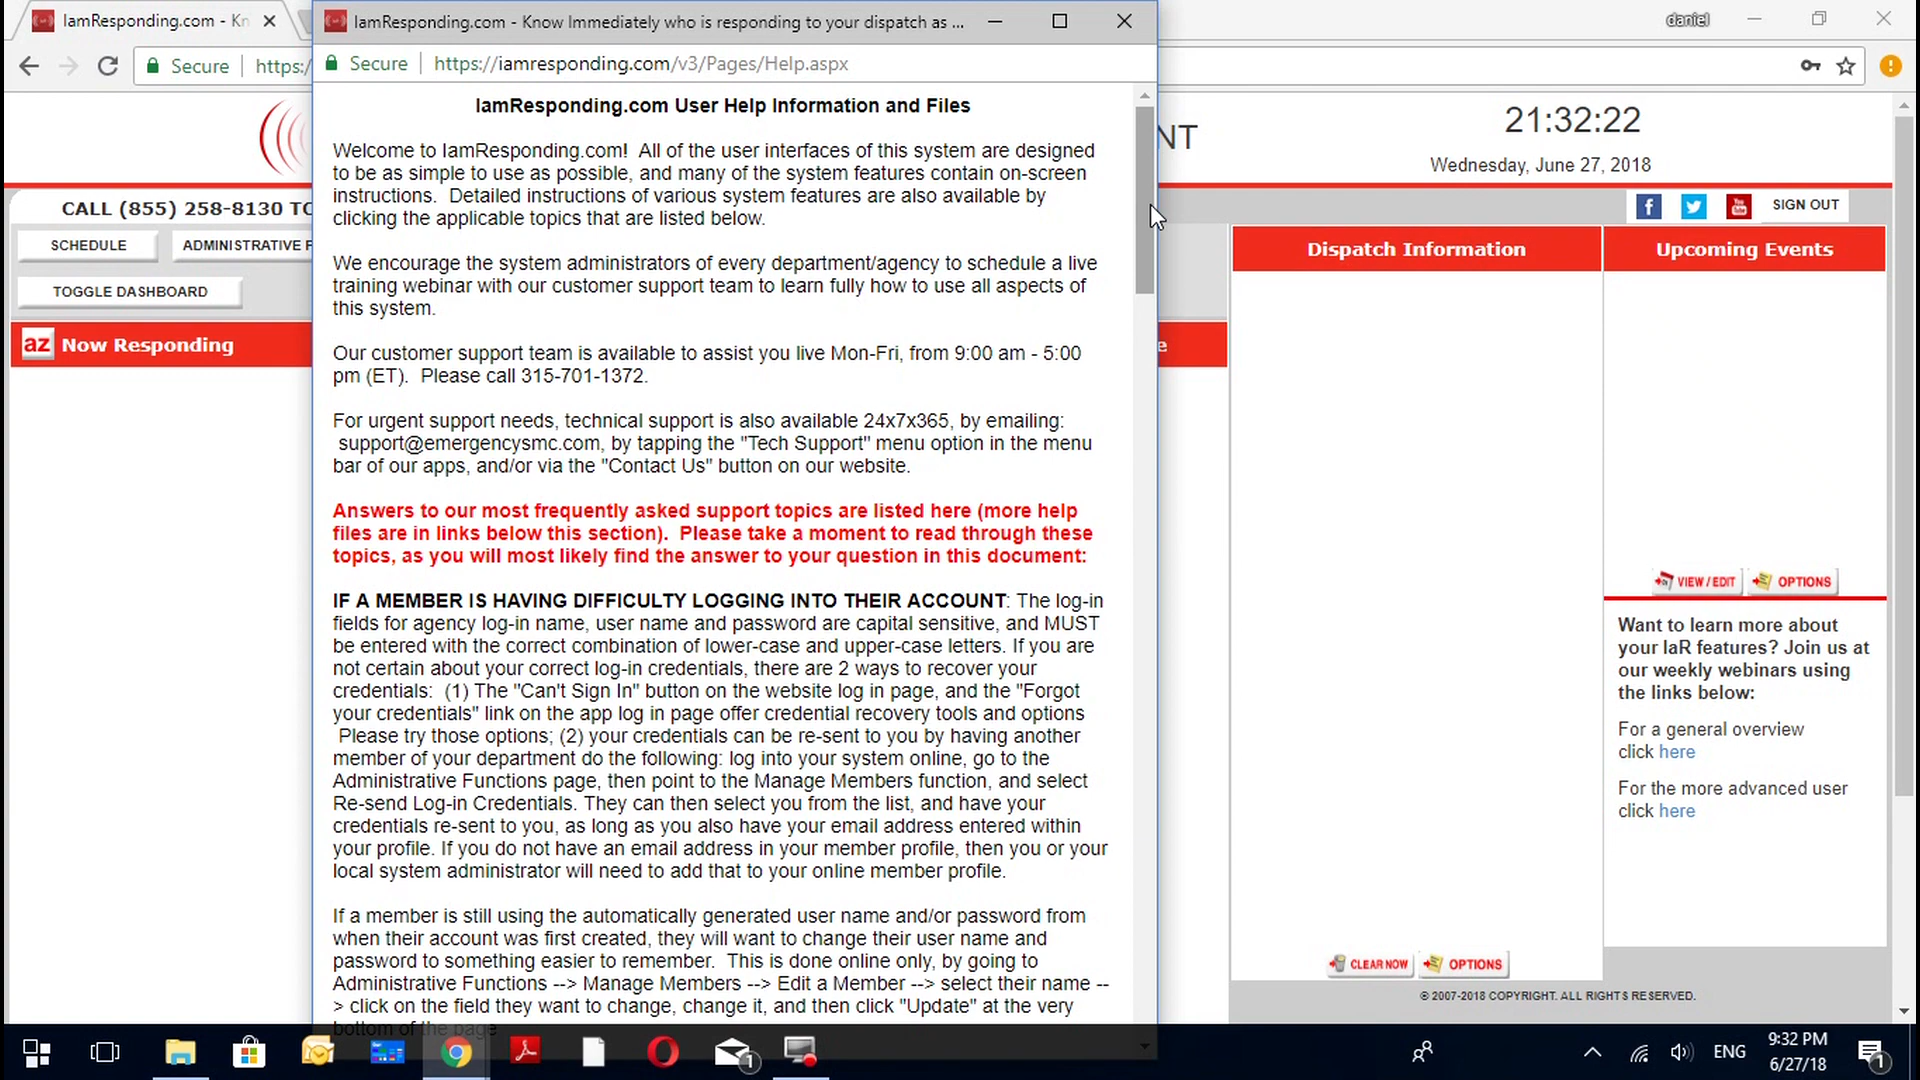 IamResponding.com - Kn
IamResponding.com - Know Immediately who is responding to your dispatch as ...
daniel
Secure
https:/
Secure
https://iamresponding.com/v3/Pages/Help.aspx
NT
21:32:22
Wednesday, June 27, 2018
CALL (855) 258-8130 TO
SIGN OUT
SCHEDULE
ADMINISTRATIVE F
TOGGLE DASHBOARD
az Now Responding
e
Dispatch Information
Upcoming Events
IamResponding.com User Help Information and Files
Welcome to IamResponding.com!  All of the user interfaces of this system are designed
to be as simple to use as possible, and many of the system features contain on-screen
instructions.  Detailed instructions of various system features are also available by
clicking the applicable topics that are listed below.
We encourage the system administrators of every department/agency to schedule a live
training webinar with our customer support team to learn fully how to use all aspects of
this system.
Our customer support team is available to assist you live Mon-Fri, from 9:00 am - 5:00
pm (ET).  Please call 315-701-1372.
For urgent support needs, technical support is also available 24x7x365, by emailing:
support@emergencysmc.com, by tapping the "Tech Support" menu option in the menu
bar of our apps, and/or via the "Contact Us" button on our website.
Answers to our most frequently asked support topics are listed here (more help
files are in links below this section).  Please take a moment to read through these
topics, as you will most likely find the answer to your question in this document:
IF A MEMBER IS HAVING DIFFICULTY LOGGING INTO THEIR ACCOUNT: The log-in
fields for agency log-in name, user name and password are capital sensitive, and MUST
be entered with the correct combination of lower-case and upper-case letters. If you are
not certain about your correct log-in credentials, there are 2 ways to recover your
credentials:  (1) The "Can't Sign In" button on the website log in page, and the "Forgot
your credentials" link on the app log in page offer credential recovery tools and options
Please try those options; (2) your credentials can be re-sent to you by having another
member of your department do the following: log into your system online, go to the
Administrative Functions page, then point to the Manage Members function, and select
Re-send Log-in Credentials. They can then select you from the list, and have your
credentials re-sent to you, as long as you also have your email address entered within
your profile. If you do not have an email address in your member profile, then you or your
local system administrator will need to add that to your online member profile.
If a member is still using the automatically generated user name and/or password from
when their account was first created, they will want to change their user name and
password to something easier to remember.  This is done online only, by going to
Administrative Functions --> Manage Members --> Edit a Member --> select their name --
> click on the field they want to change, change it, and then click "Update" at the very
bottom of the page
VIEW / EDIT
OPTIONS
Want to learn more about
your IaR features? Join us at
our weekly webinars using
the links below:
For a general overview
click here
For the more advanced user
click here
CLEAR NOW
OPTIONS
© 2007-2018 COPYRIGHT. ALL RIGHTS RESERVED.
1
ENG
9:32 PM
6/27/18
1